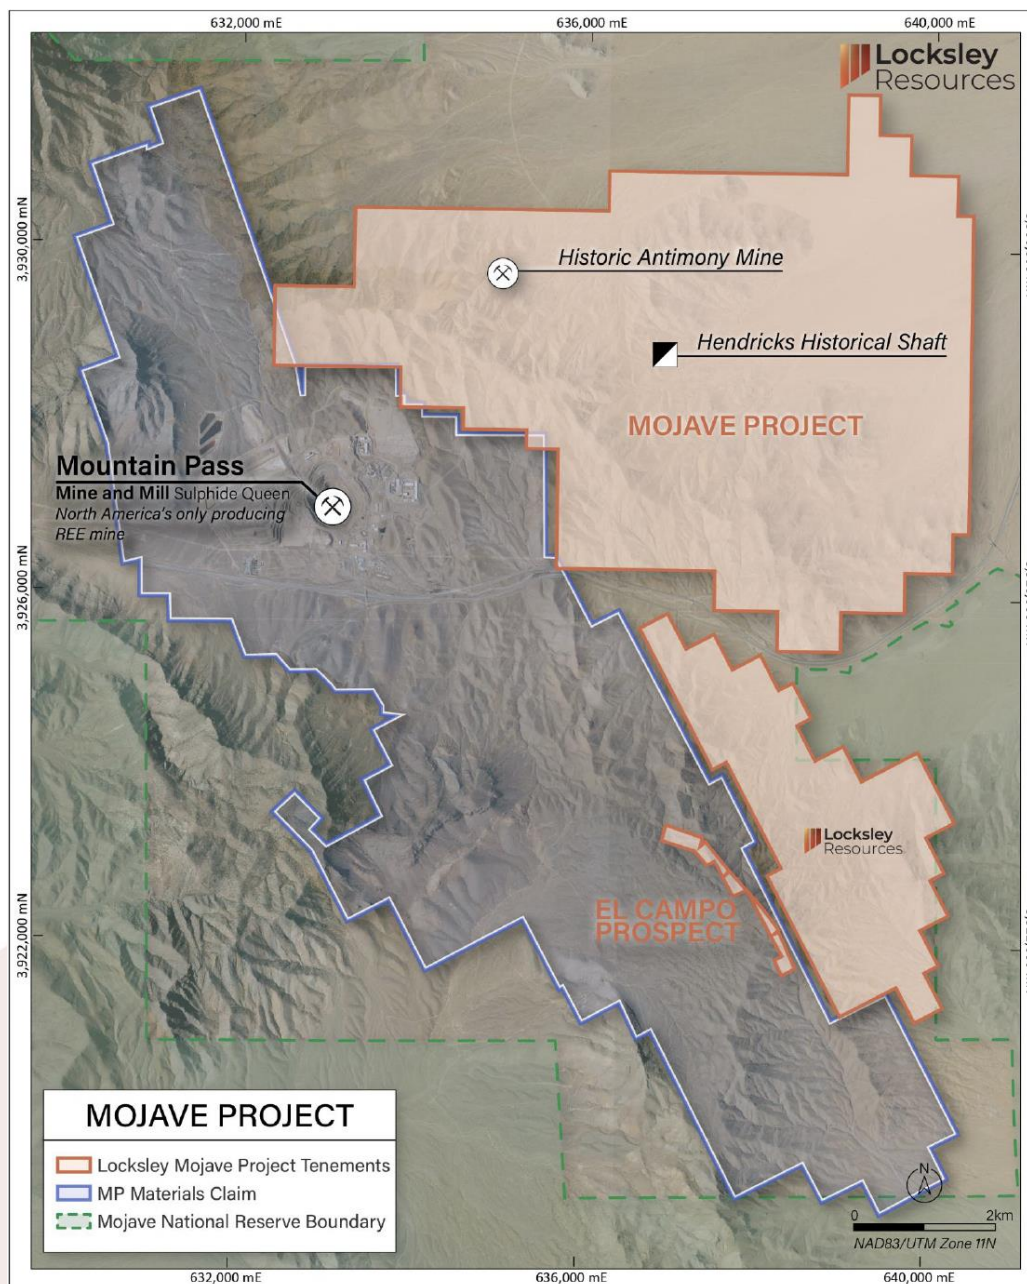 632,000 mE
636,000 mE
640,000 mE
Locksley
Resources
3,930,000 mN
Historic Antimony Mine
Hendricks Historical Shaft
MOJAVE PROJECT
Mountain Pass
Mine and Mill Sulphide Queen
North America's only producing
REE mine
3,926,000 mN
Locksley
Resources
EL CAMPO
PROSPECT
3,922,000 mN
MOJAVE PROJECT
Locksley Mojave Project Tenements
MP Materials Claim
Mojave National Reserve Boundary
N
0
2km
NAD83/UTM Zone 11N
632,000 mE
636,000 mE
640,000 mE